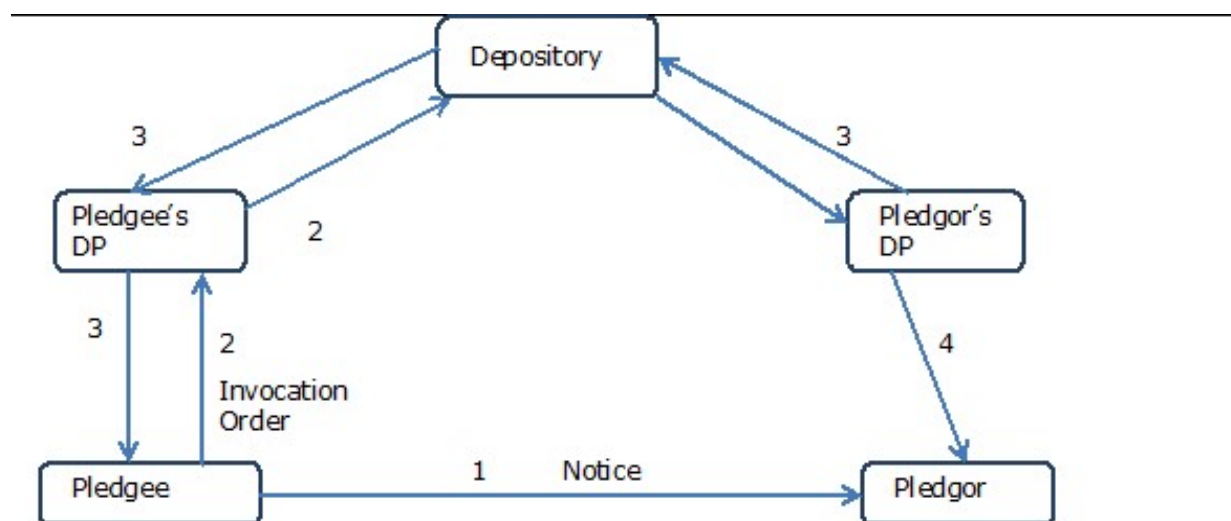 Depository
3
3
Pledgee's
DP
2
Pledgor's
DP
3
2
4
Invocation
Order
1 Notice
Pledgee
Pledgor